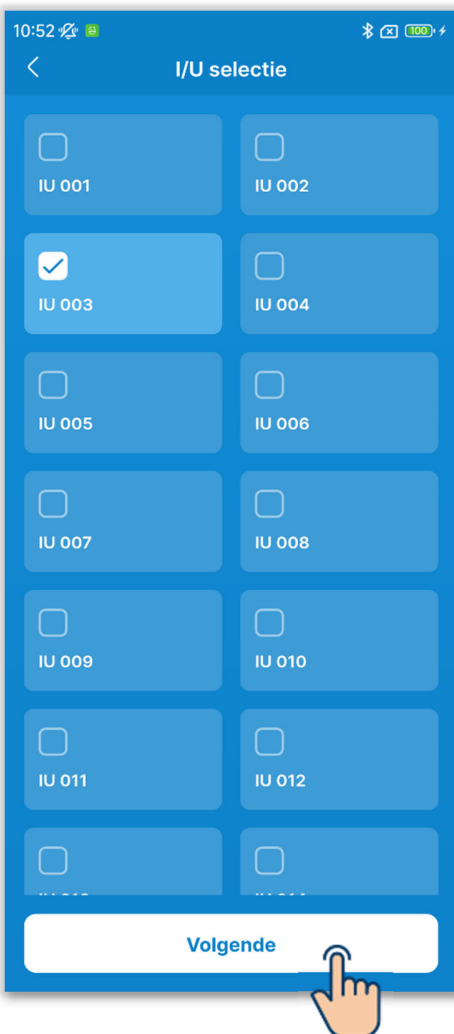 10:52
100
I/U selectie
IU 001
IU 002
IU 003
IU 004
IU 005
IU 006
IU 007
IU 008
IU 009
IU 010
IU 011
IU 012
Volgende